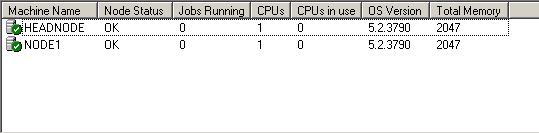 Machine Name Node Status Jobs Running CPUs CPUs in use OS Version Total Memory
HEADNODE OK 0 1 0 5.2.3790 2047
NODE1 OK 0 1 0 5.2.3790 2047